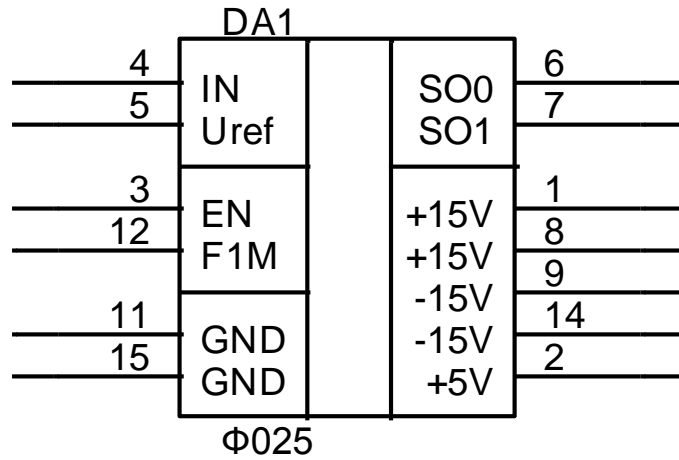 DA1
4 IN SO0 6
5 Uref SO1 7
3 EN +15V 1
12 F1M +15V 8
-15V 9
11 GND -15V 14
15 GND +5V 2
Ф025